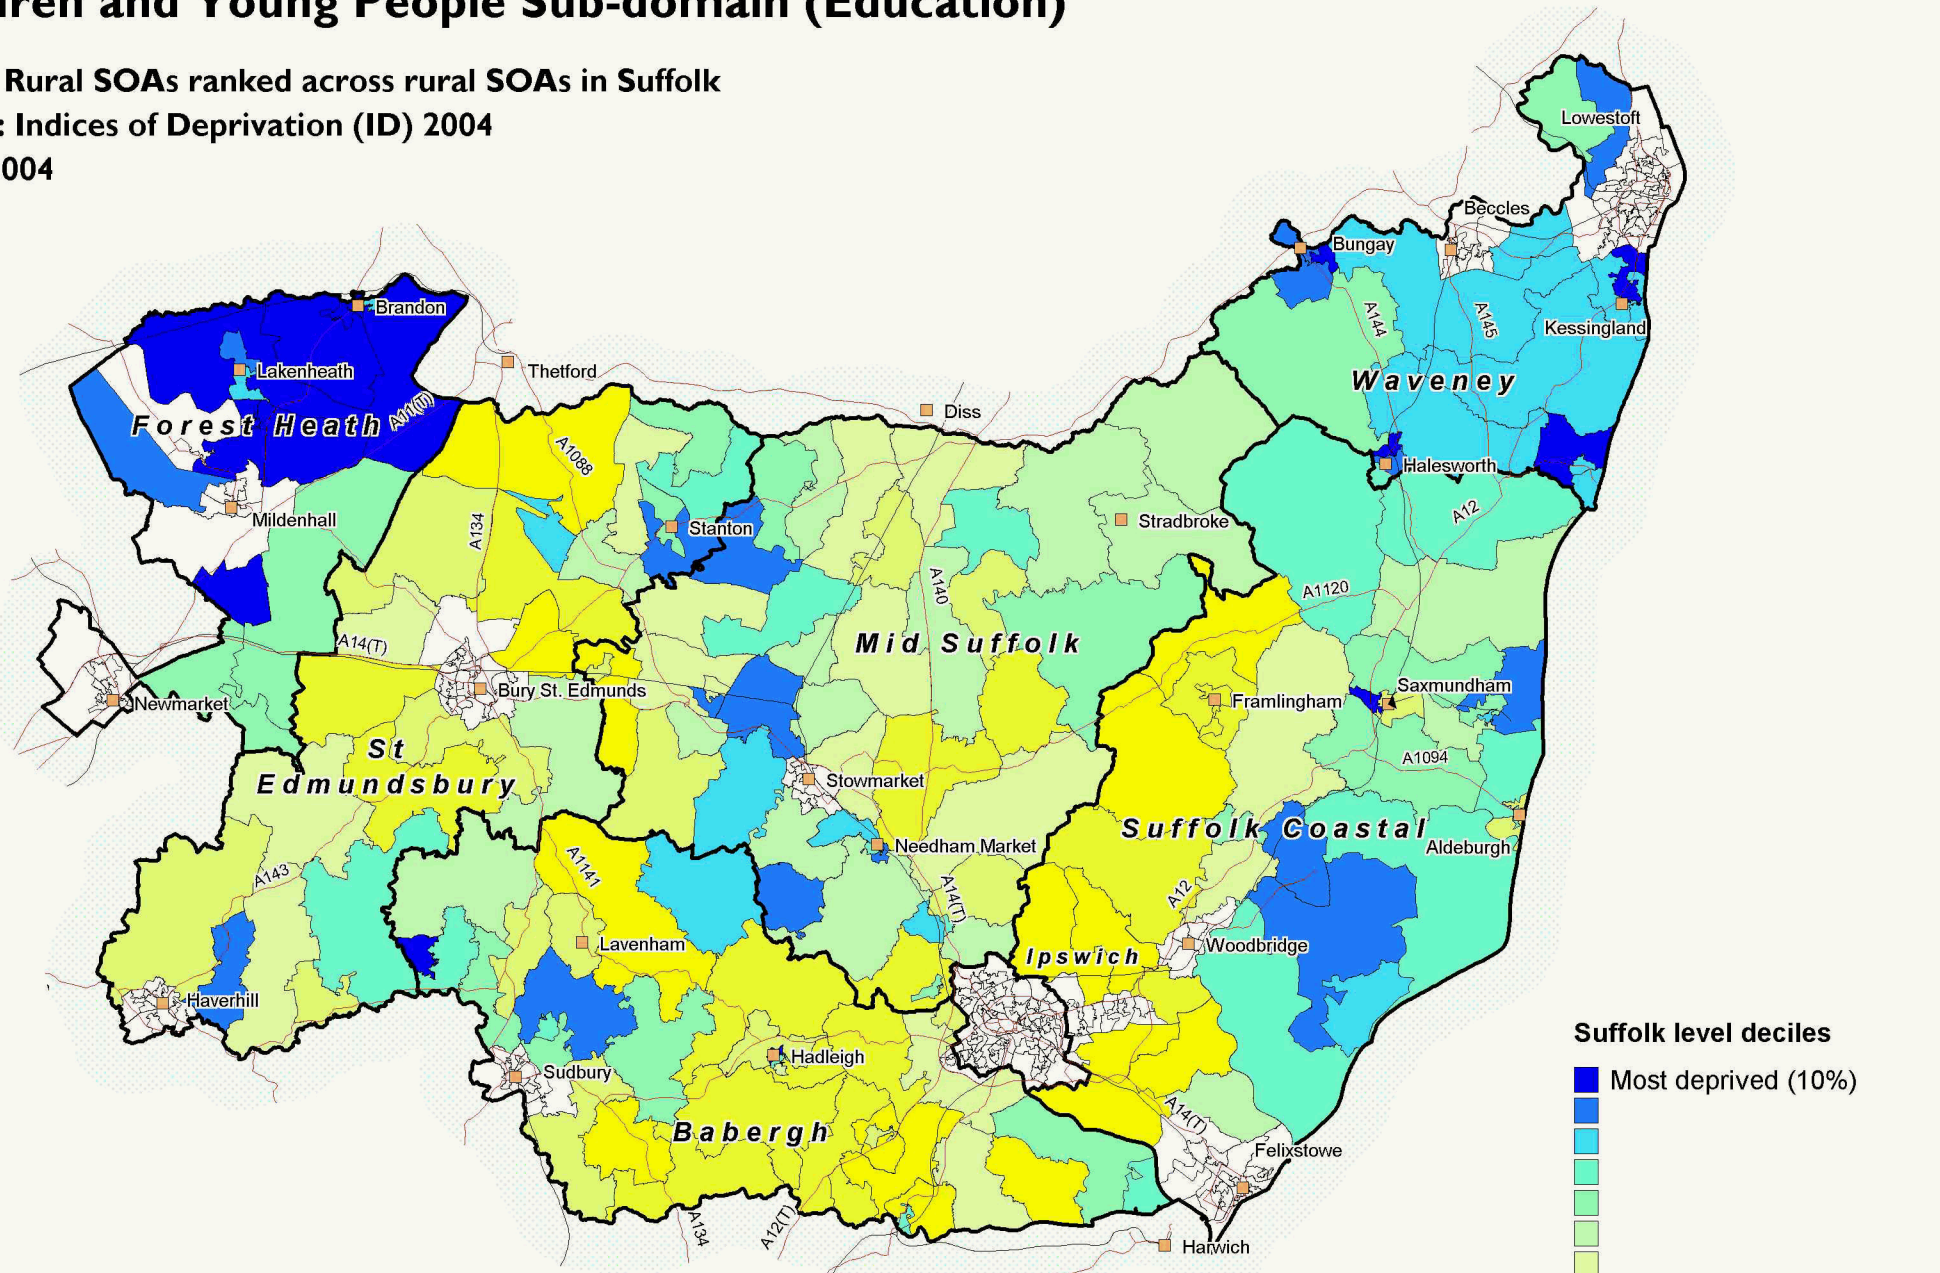 ren and Young People Sub-domain (Education)
Rural SOAs ranked across rural SOAs in Suffolk
: Indices of Deprivation (ID) 2004
004
Lowestoft
Beccles
Bungay
Brandon
A144
A145
Kessingland
Lakenheath
Thetford
Waveney
Diss
A11(T)
Forest Heath
A1088
Halesworth
Mildenhall
A134
Stanton
Stradbroke
A12
A140
A1120
A14(T)
Mid Suffolk
Bury St. Edmunds
Saxmundham
Newmarket
Framlingham
St
Edmundsbury
A1094
Stowmarket
Suffolk Coastal
Needham Market
Aldeburgh
A1141
A143
A14(T)
A12
Lavenham
Woodbridge
Ipswich
Haverhill
Suffolk level deciles
Hadleigh
Sudbury
Most deprived (10%)
A14(T)
Babergh
Felixstowe
A134
A12(T)
Harwich